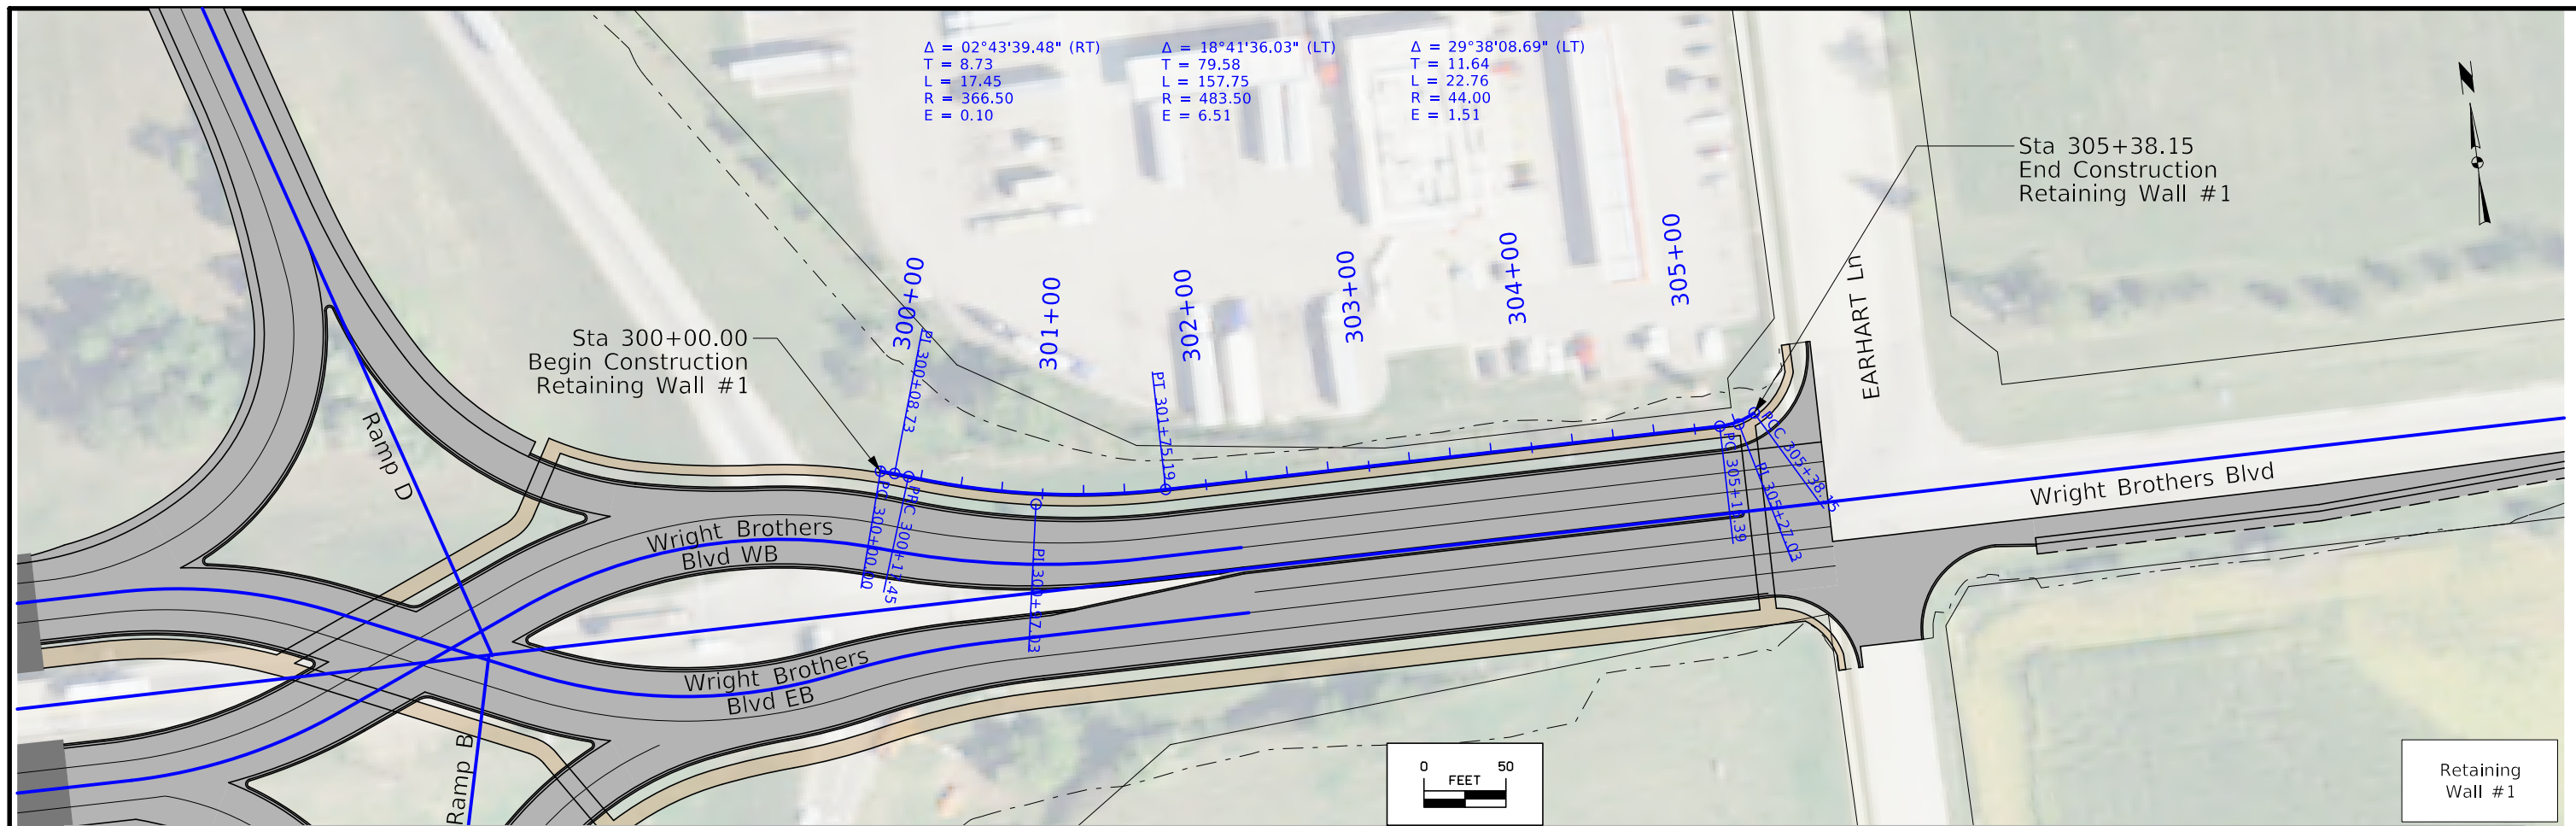 Δ = 02°43'39.48" (RT)
T = 8.73
L = 17.45
R = 366.50
E = 0.10
Δ = 18°41'36.03" (LT)
T = 79.58
L = 157.75
R = 483.50
E = 6.51
Δ = 29°38'08.69" (LT)
T = 11.64
L = 22.76
R = 44.00
E = 1.51
N
Sta 305+38.15
End Construction
Retaining Wall #1
Sta 300+00.00
Begin Construction
Retaining Wall #1
300+00
301+00
302+00
303+00
304+00
305+00
PI 300+08.73
PT 301+75.19
PC 300+00.00
PRC 300+17.45
PI 300+97.03
PC 305+15.39
PI 305+27.03
PCC 305+38.15
EARHART Ln
Ramp D
Wright Brothers
Blvd WB
Wright Brothers Blvd
Wright Brothers
Blvd EB
Ramp B
0 50
FEET
Retaining
Wall #1